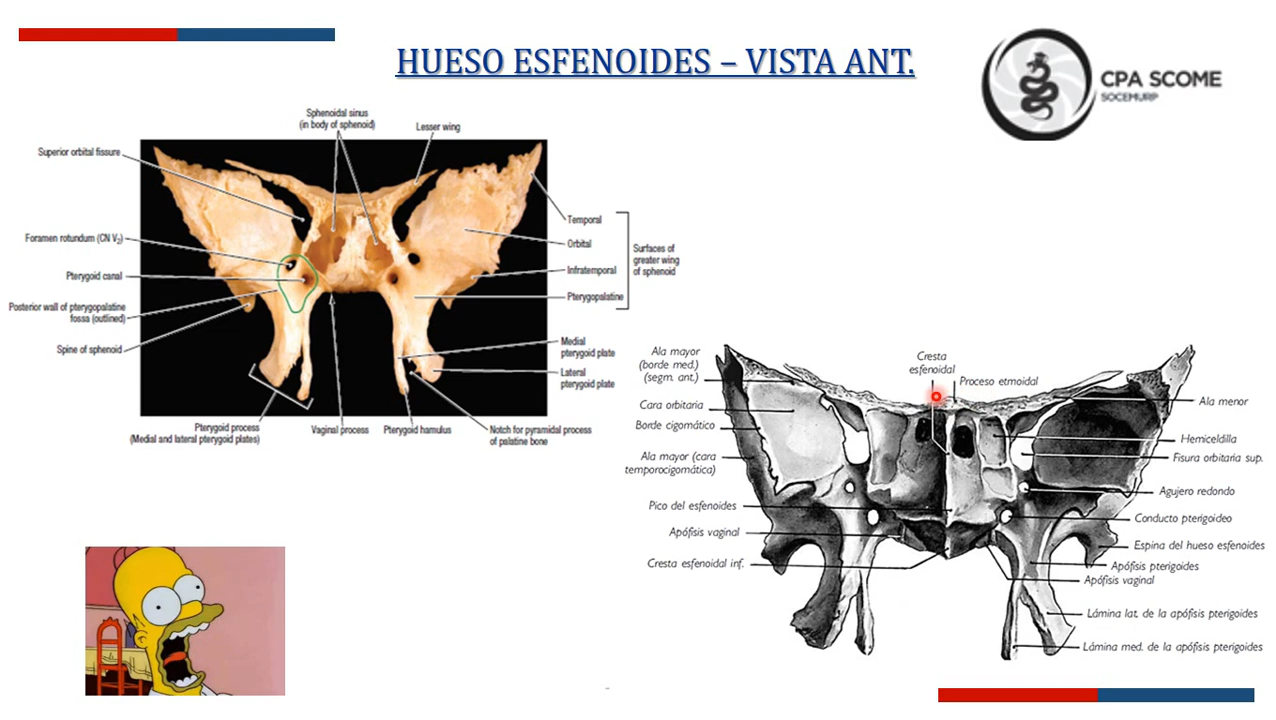 HUESO ESFENOIDES – VISTA ANT.
CPA SCOME
SOCEMURP
Sphenoidal sinus
(in body of sphenoid)
Lesser wing
Superior orbital fissure
Foramen rotundum (CN V2)
Pterygoid canal
Posterior wall of pterygopalatine
fossa (outlined)
Spine of sphenoid
Temporal
Orbital
Infratemporal
Pterygopalatine
Surfaces of
greater wing
of sphenoid
Medial
pterygoid plate
Lateral
pterygoid plate
Pterygoid process
(Medial and lateral pterygoid plates)
Vaginal process
Pterygoid hamulus
Notch for pyramidal process
of palatine bone
Ala mayor
(borde med.)
(segm. ant.)
Cara orbitaria
Borde cigomático
Ala mayor (cara
temporocigomática)
Pico del esfenoides
Apófisis vaginal
Cresta esfenoidal inf.
Cresta
esfenoidal
Proceso etmoidal
Ala menor
Hemiceldilla
Fisura orbitaria sup.
Agujero redondo
Conducto pterigoideo
Espina del hueso esfenoides
Apófisis pterigoides
Apófisis vaginal
Lámina lat. de la apófisis pterigoides
Lámina med. de la apófisis pterigoides